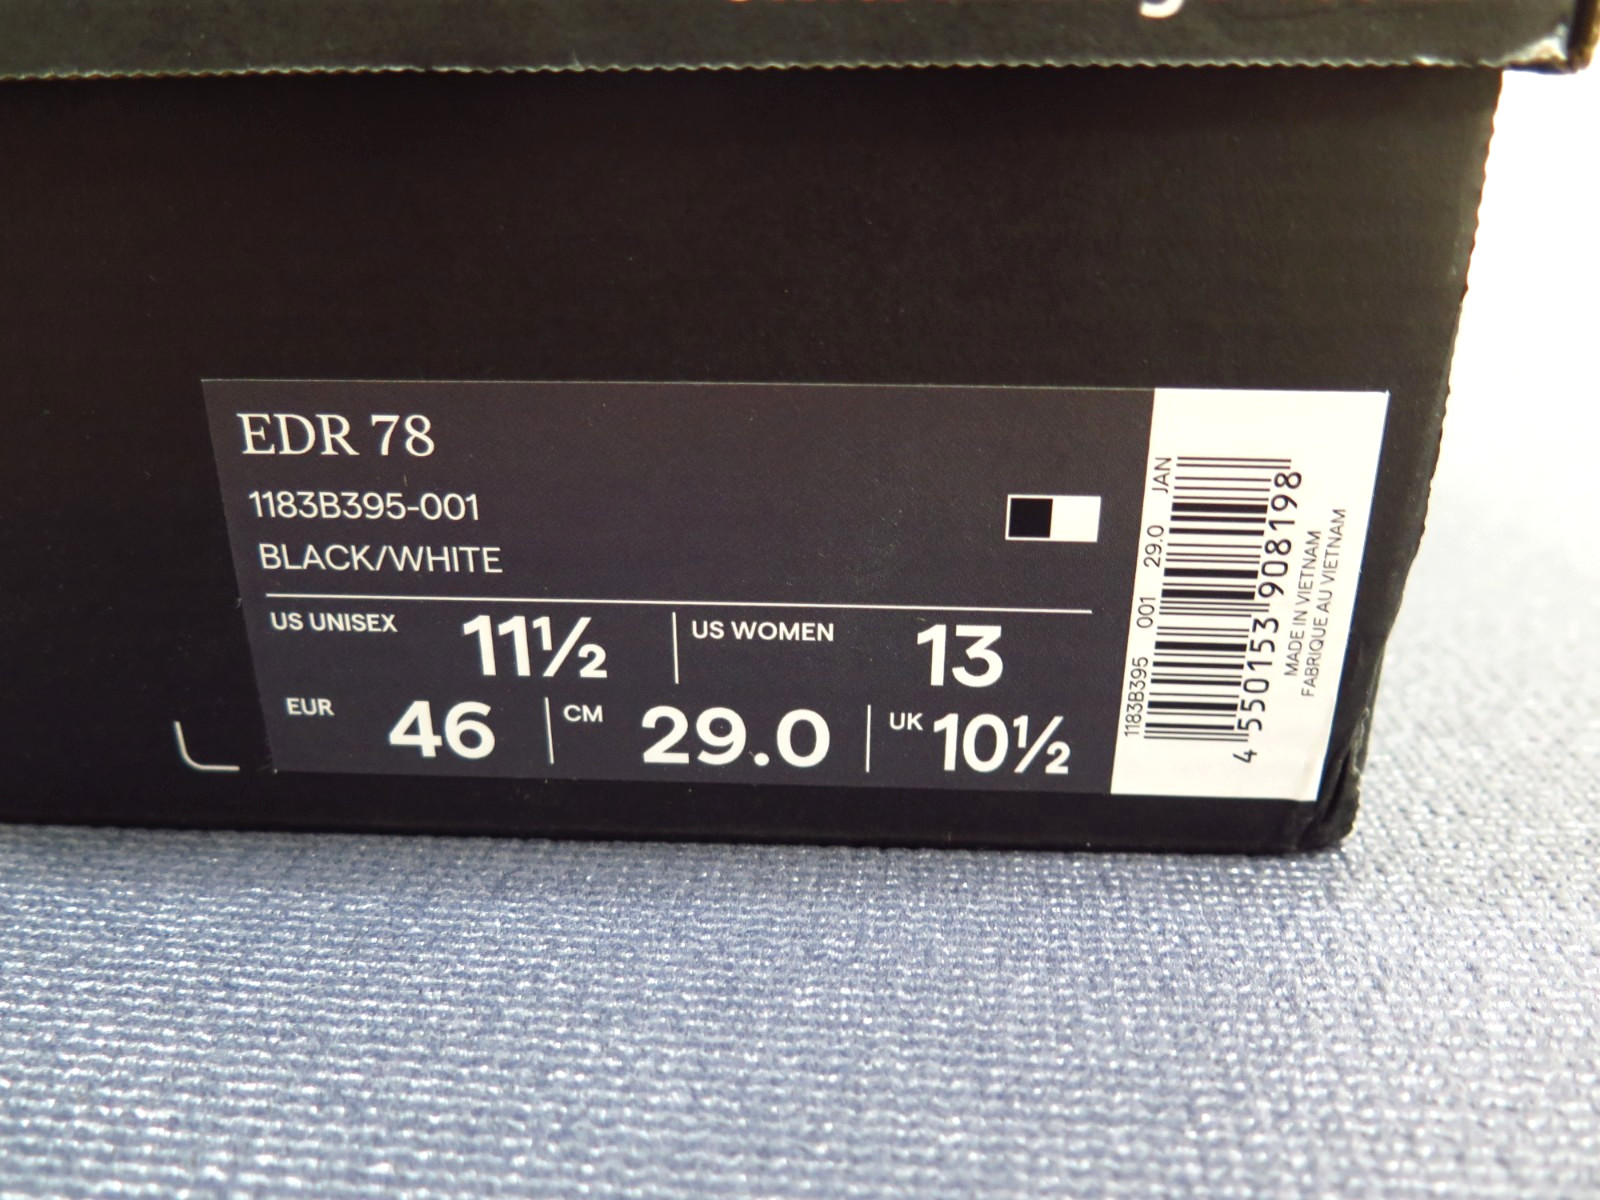 EDR 78
1183B395-001
BLACK/WHITE
US UNISEX 11½
US WOMEN 13
EUR 46
CM 29.0
UK 10½
1183B395 001 29.0 JAN
4 550153 908198
MADE IN VIETNAM
FABRIQUE AU VIETNAM